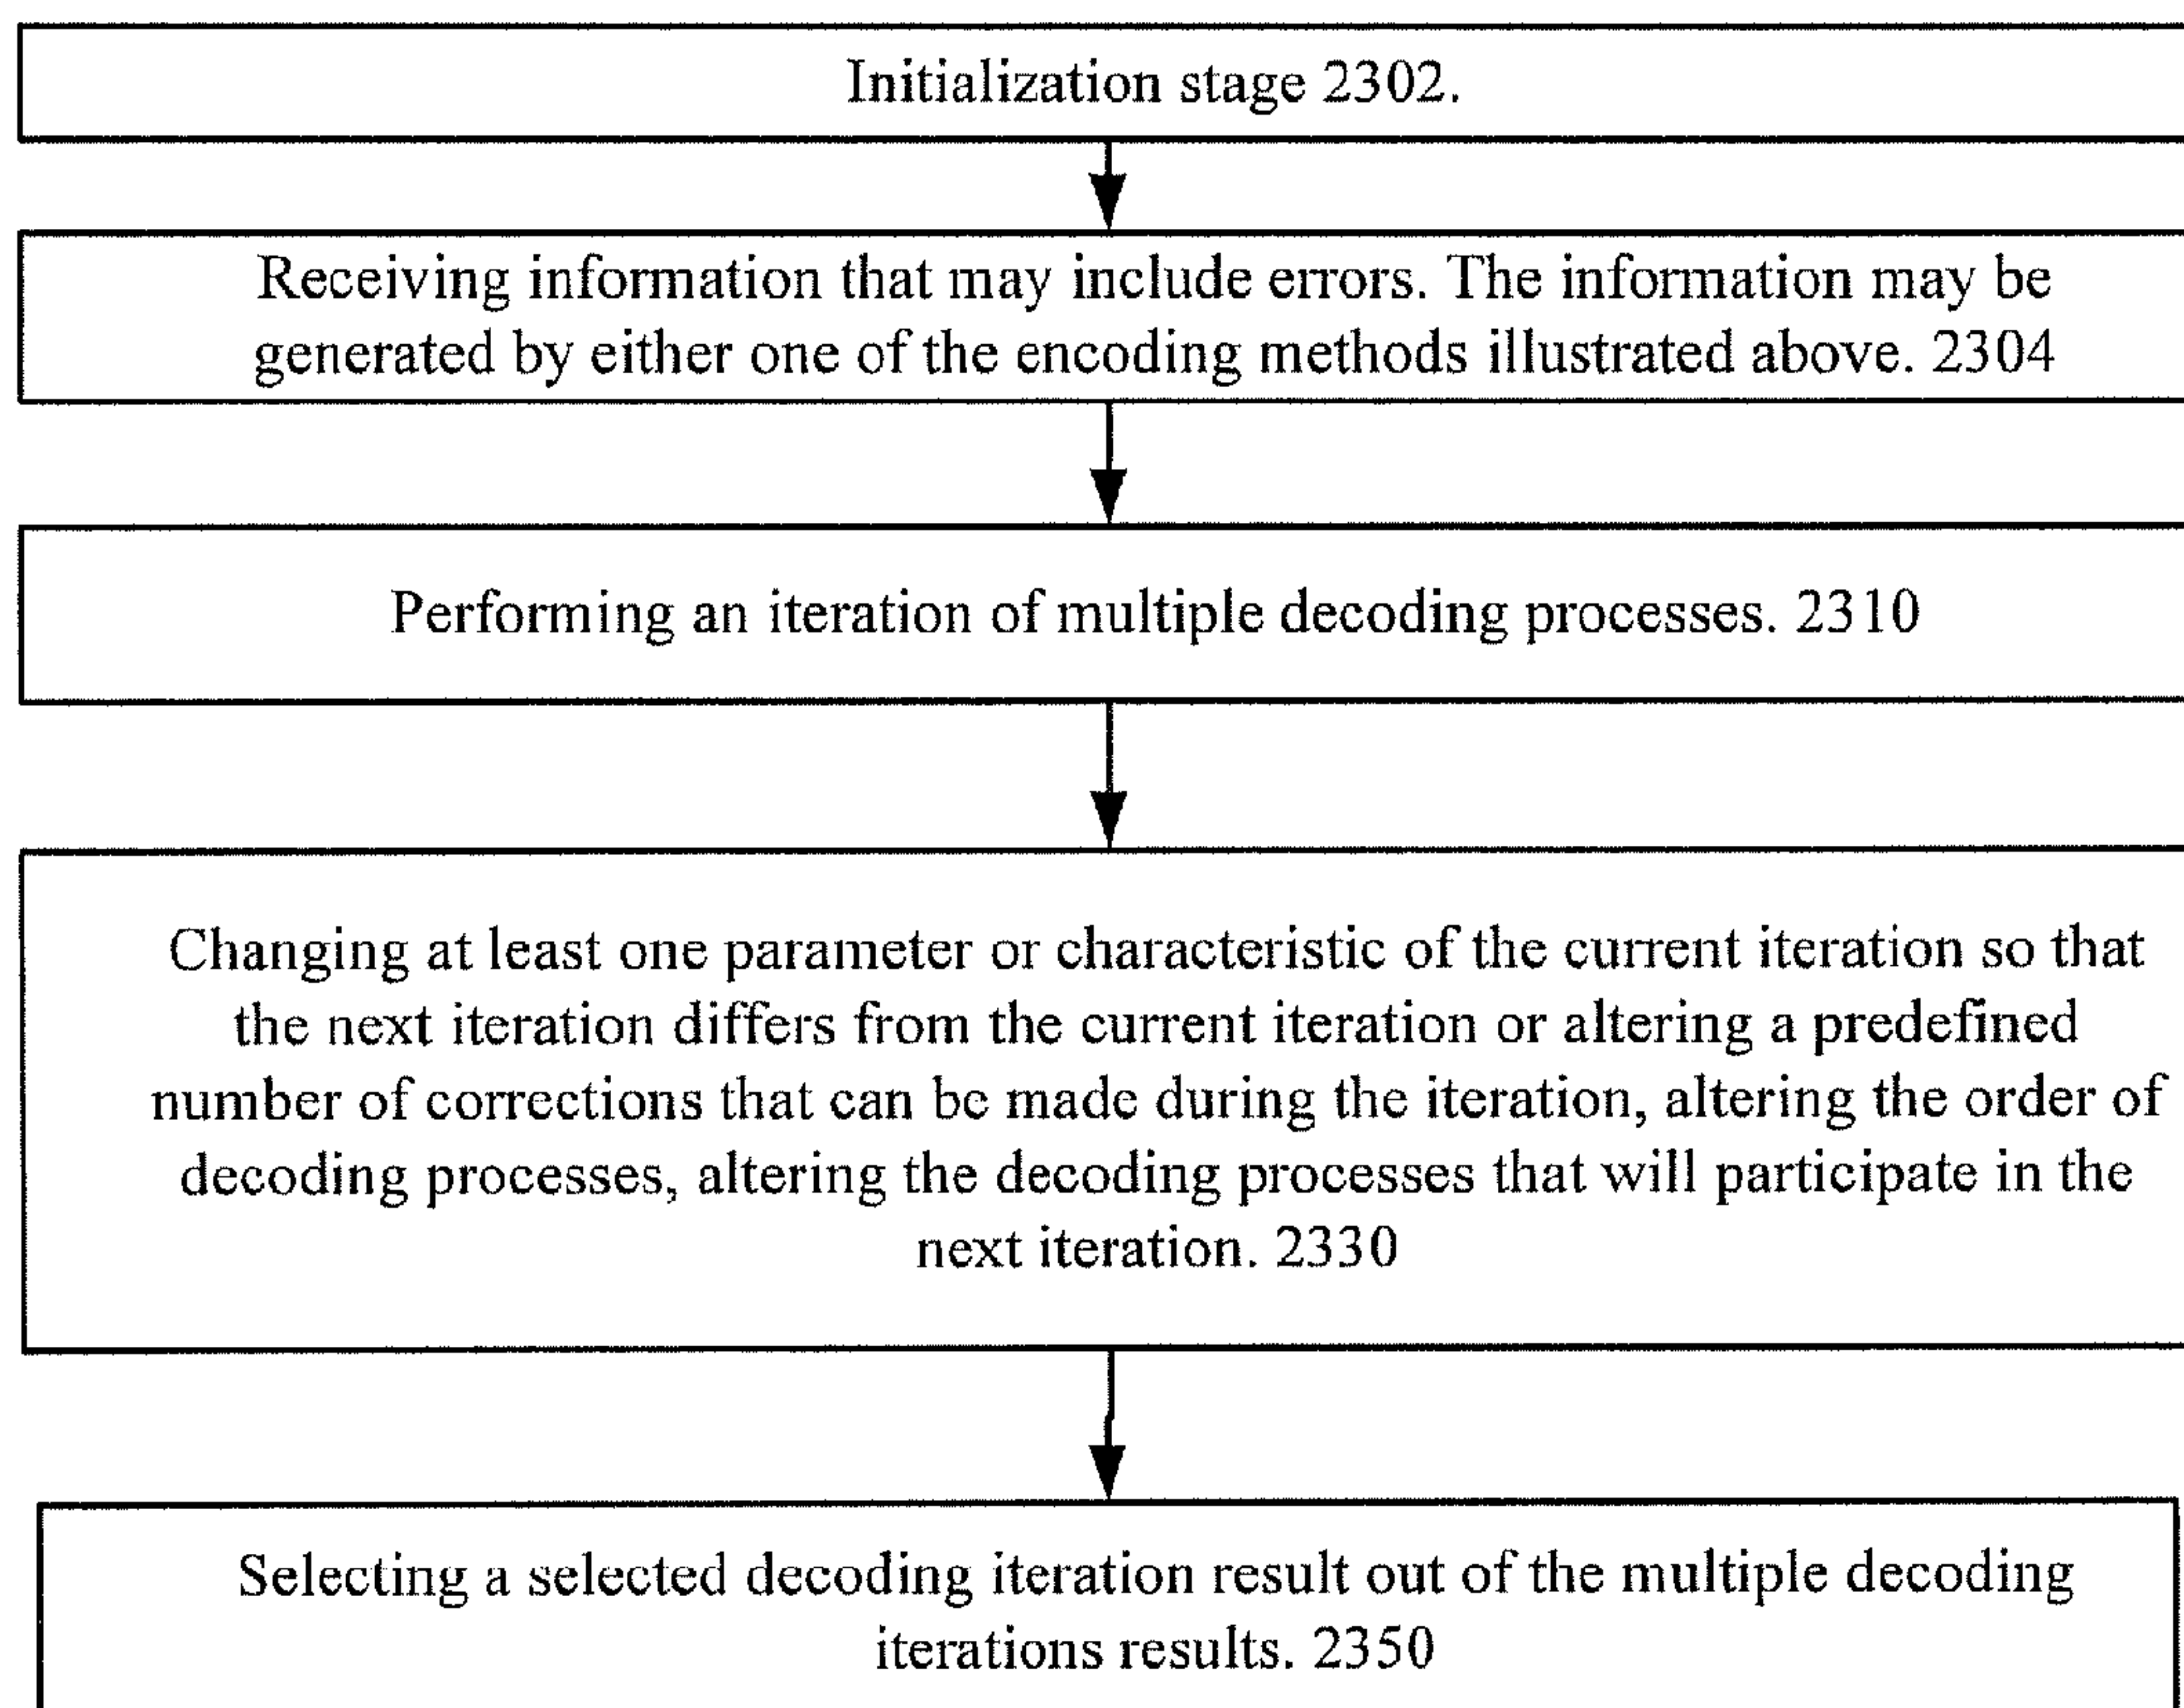 Initialization stage 2302.
Receiving information that may include errors. The information may be
generated by either one of the encoding methods illustrated above. 2304
Performing an iteration of multiple decoding processes. 2310
Changing at least one parameter or characteristic of the current iteration so that
the next iteration differs from the current iteration or altering a predefined
number of corrections that can be made during the iteration, altering the order of
decoding processes, altering the decoding processes that will participate in the
next iteration. 2330
Selecting a selected decoding iteration result out of the multiple decoding
iterations results. 2350